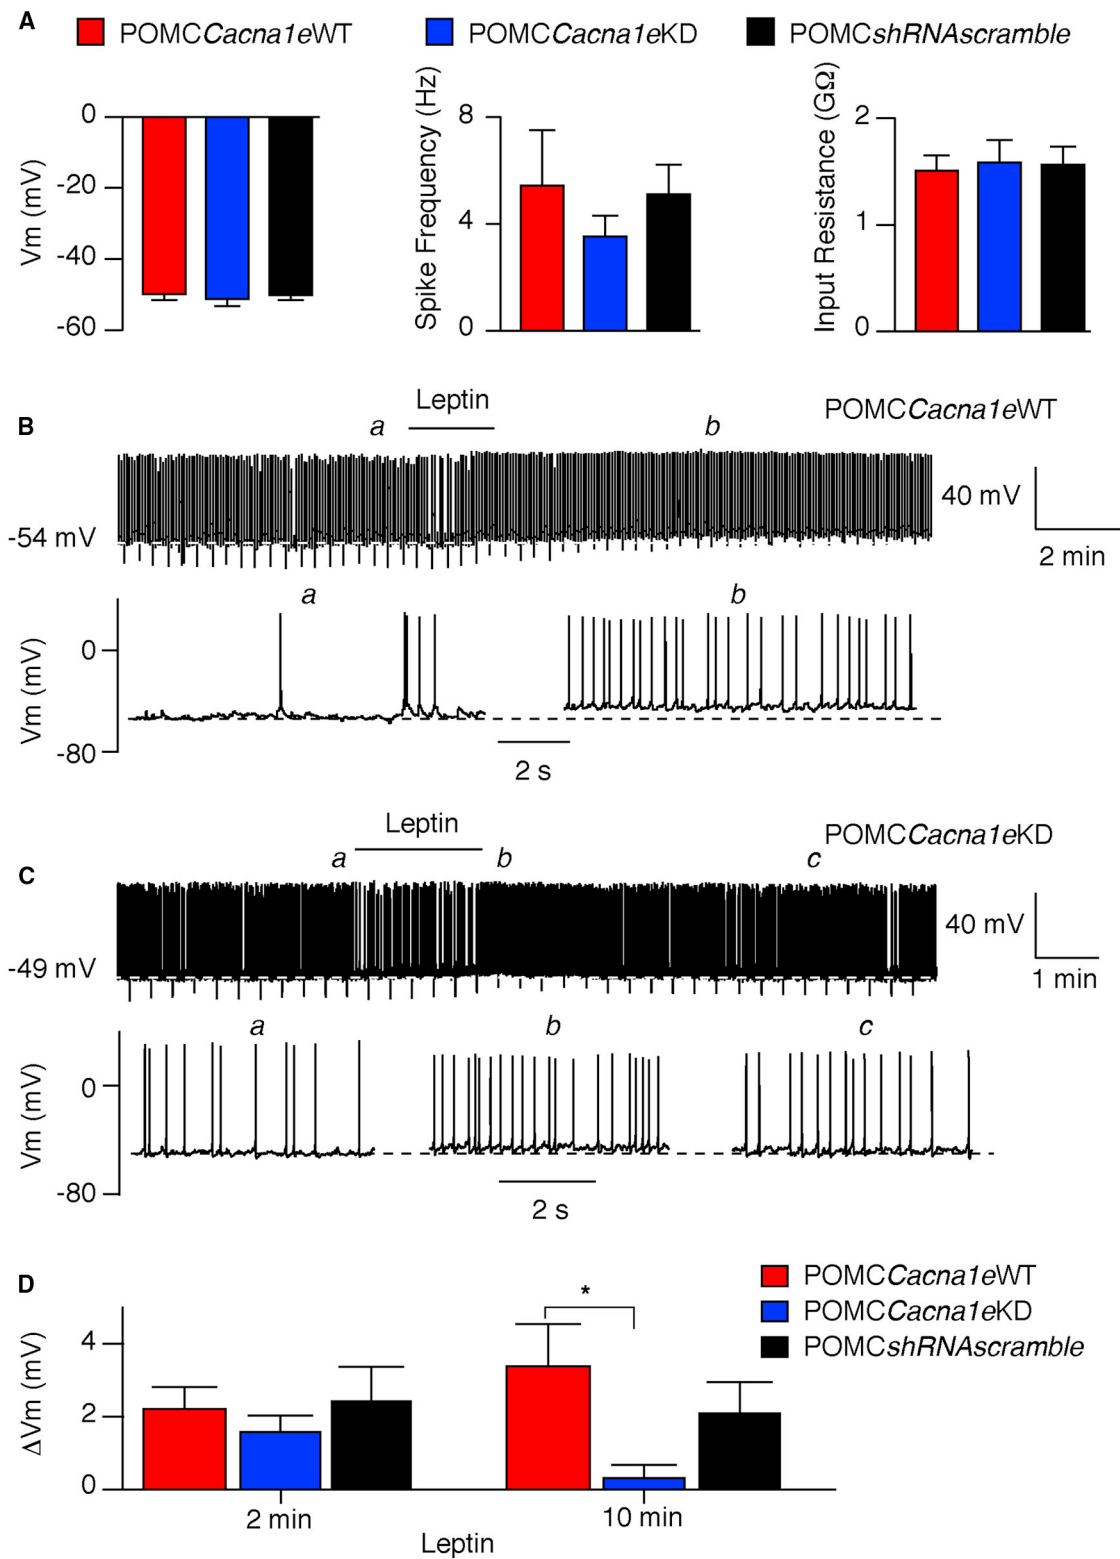 A
POMCCacna1eWT
POMCCacna1eKD
POMCshRNAscramble
Vm (mV)
0
-20
-40
-60
Spike Frequency (Hz)
8
4
0
Input Resistance (GΩ)
2
1
0
B
Leptin
POMCCacna1eWT
a
b
-54 mV
40 mV
2 min
a
b
Vm (mV)
0
-80
2 s
C
Leptin
POMCCacna1eKD
a
b
c
-49 mV
40 mV
1 min
a
b
c
Vm (mV)
0
-80
2 s
D
POMCCacna1eWT
POMCCacna1eKD
POMCshRNAscramble
*
ΔVm (mV)
4
2
0
2 min
10 min
Leptin